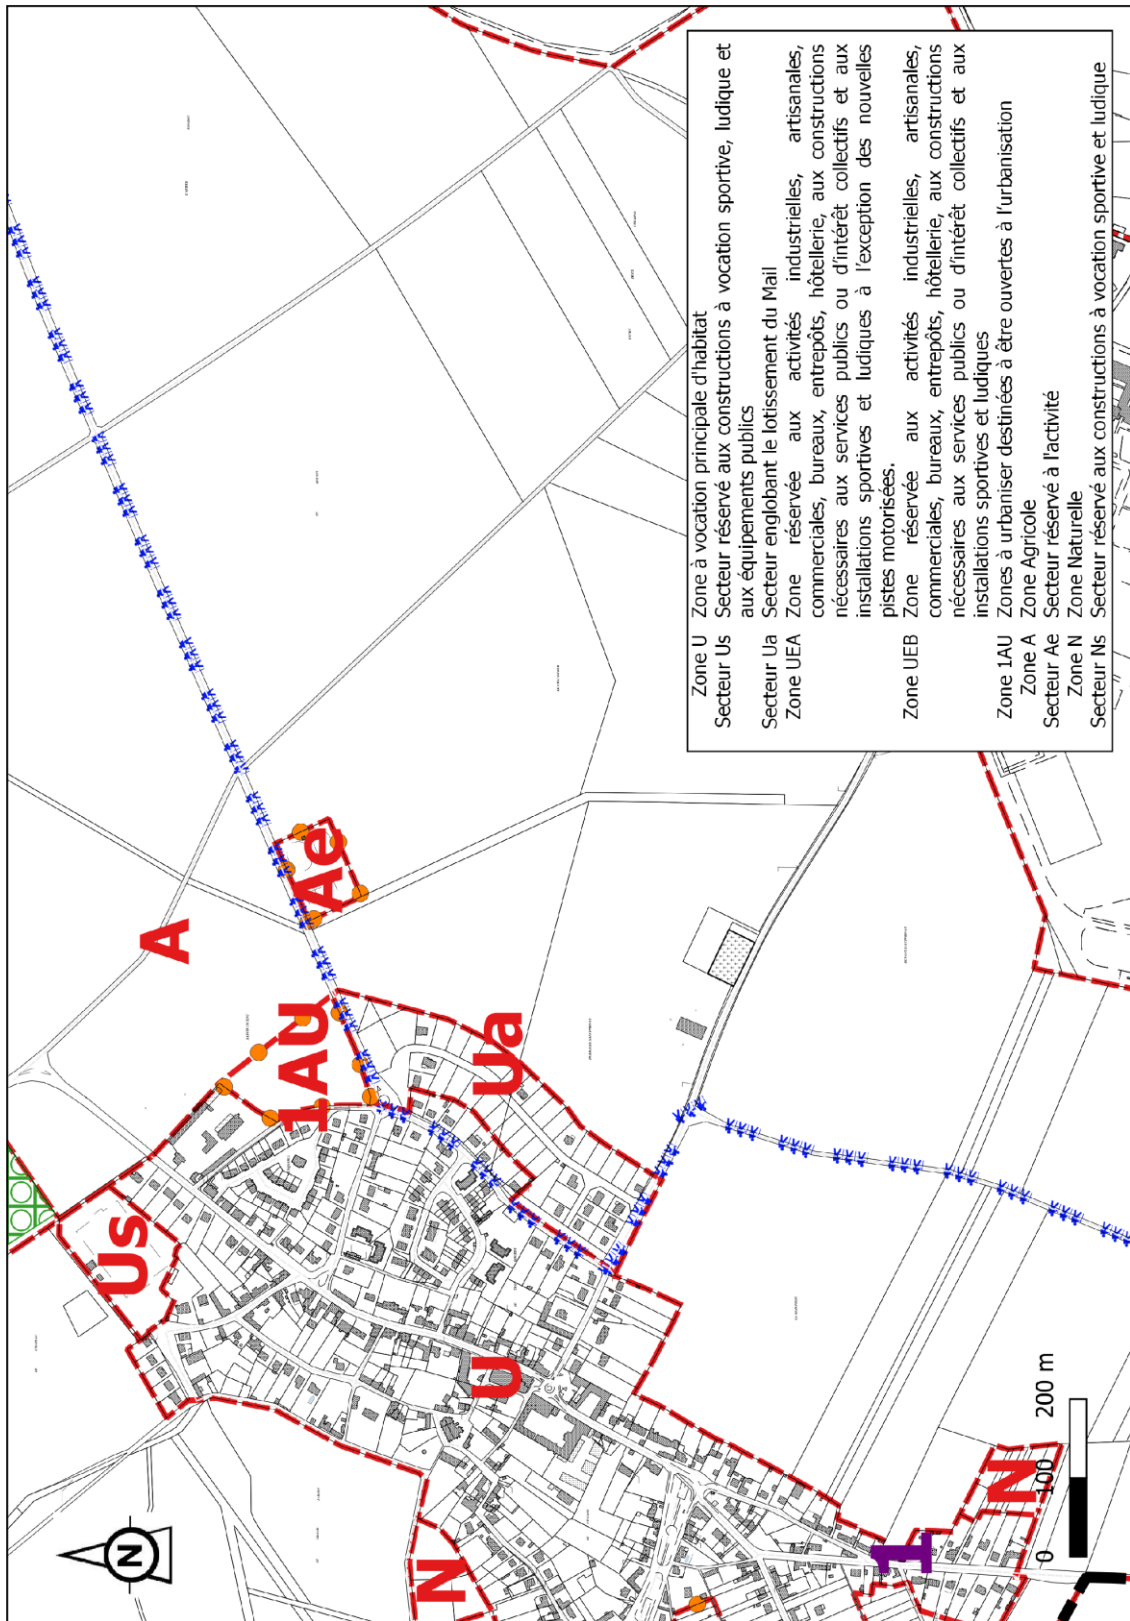 A
Us
1AU
Ae
Ua
U
N
N
1
N
0
100
200 m
Zone U Zone à vocation principale d'habitat
Secteur Us Secteur réservé aux constructions à vocation sportive, ludique et
aux équipements publics
Secteur Ua Secteur englobant le lotissement du Mail
Zone UEA Zone réservée aux activités industrielles, artisanales,
commerciales, bureaux, entrepôts, hôtellerie, aux constructions
nécessaires aux services publics ou d'intérêt collectifs et aux
installations sportives et ludiques à l'exception des nouvelles
pistes motorisées.
Zone UEB Zone réservée aux activités industrielles, artisanales,
commerciales, bureaux, entrepôts, hôtellerie, aux constructions
nécessaires aux services publics ou d'intérêt collectifs et aux
installations sportives et ludiques
Zone 1AU Zones à urbaniser destinées à être ouvertes à l'urbanisation
Zone A Zone Agricole
Secteur Ae Secteur réservé à l'activité
Zone N Zone Naturelle
Secteur Ns Secteur réservé aux constructions à vocation sportive et ludique